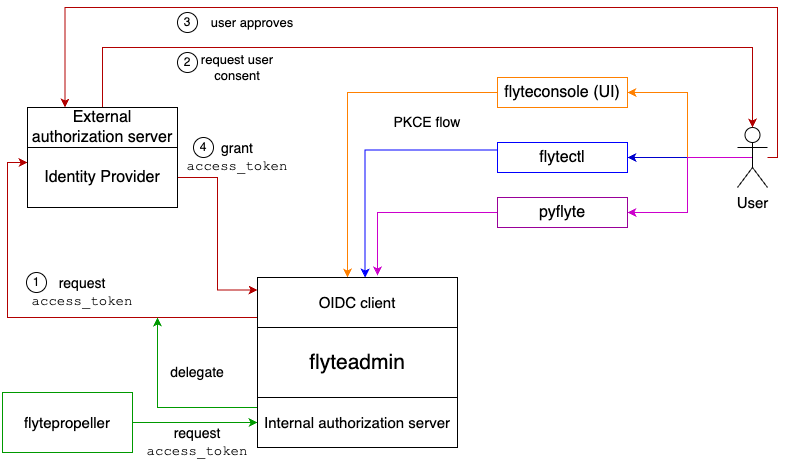 3 user approves
2 request user
consent
External
authorization server
Identity Provider
4 grant
access_token
PKCE flow
flyteconsole (UI)
flytectl
pyflyte
User
1 request
access_token
OIDC client
flyteadmin
Internal authorization server
delegate
flytepropeller
request
access_token